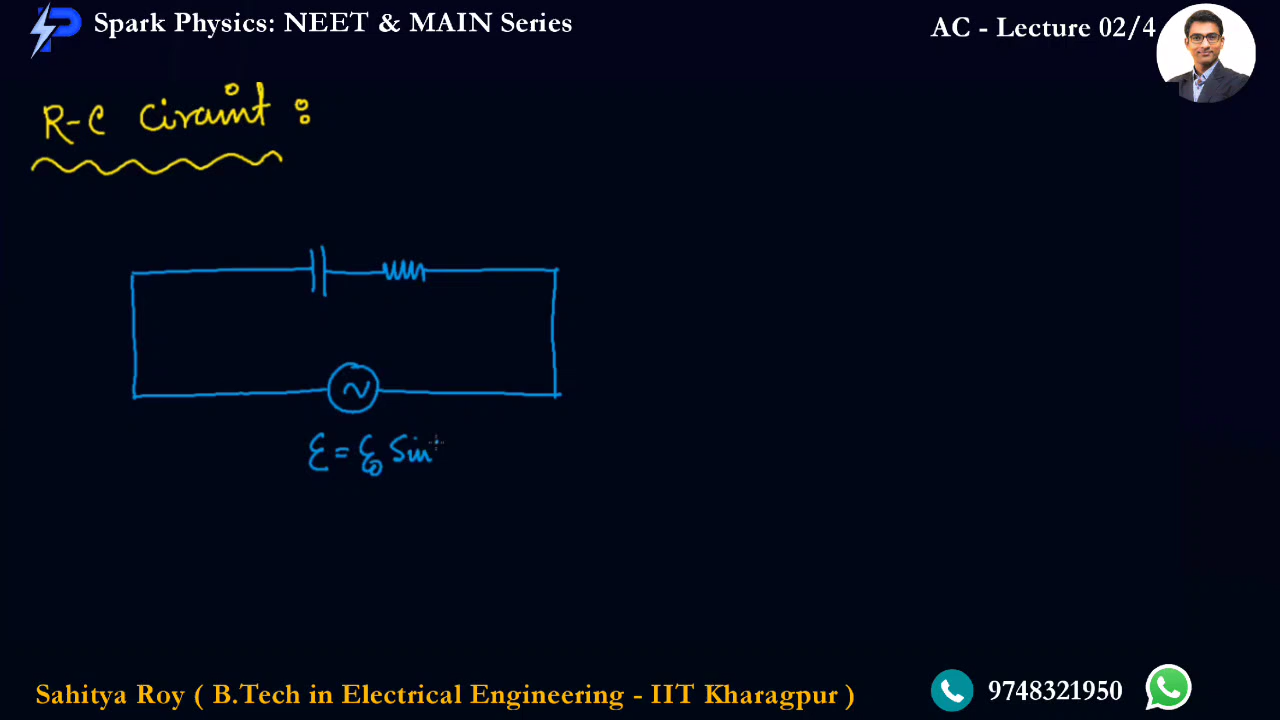 Spark Physics: NEET & MAIN Series
AC - Lecture 02/4
R-C Circuit :
ε = ε₀ Sin
Sahitya Roy ( B.Tech in Electrical Engineering - IIT Kharagpur )
9748321950